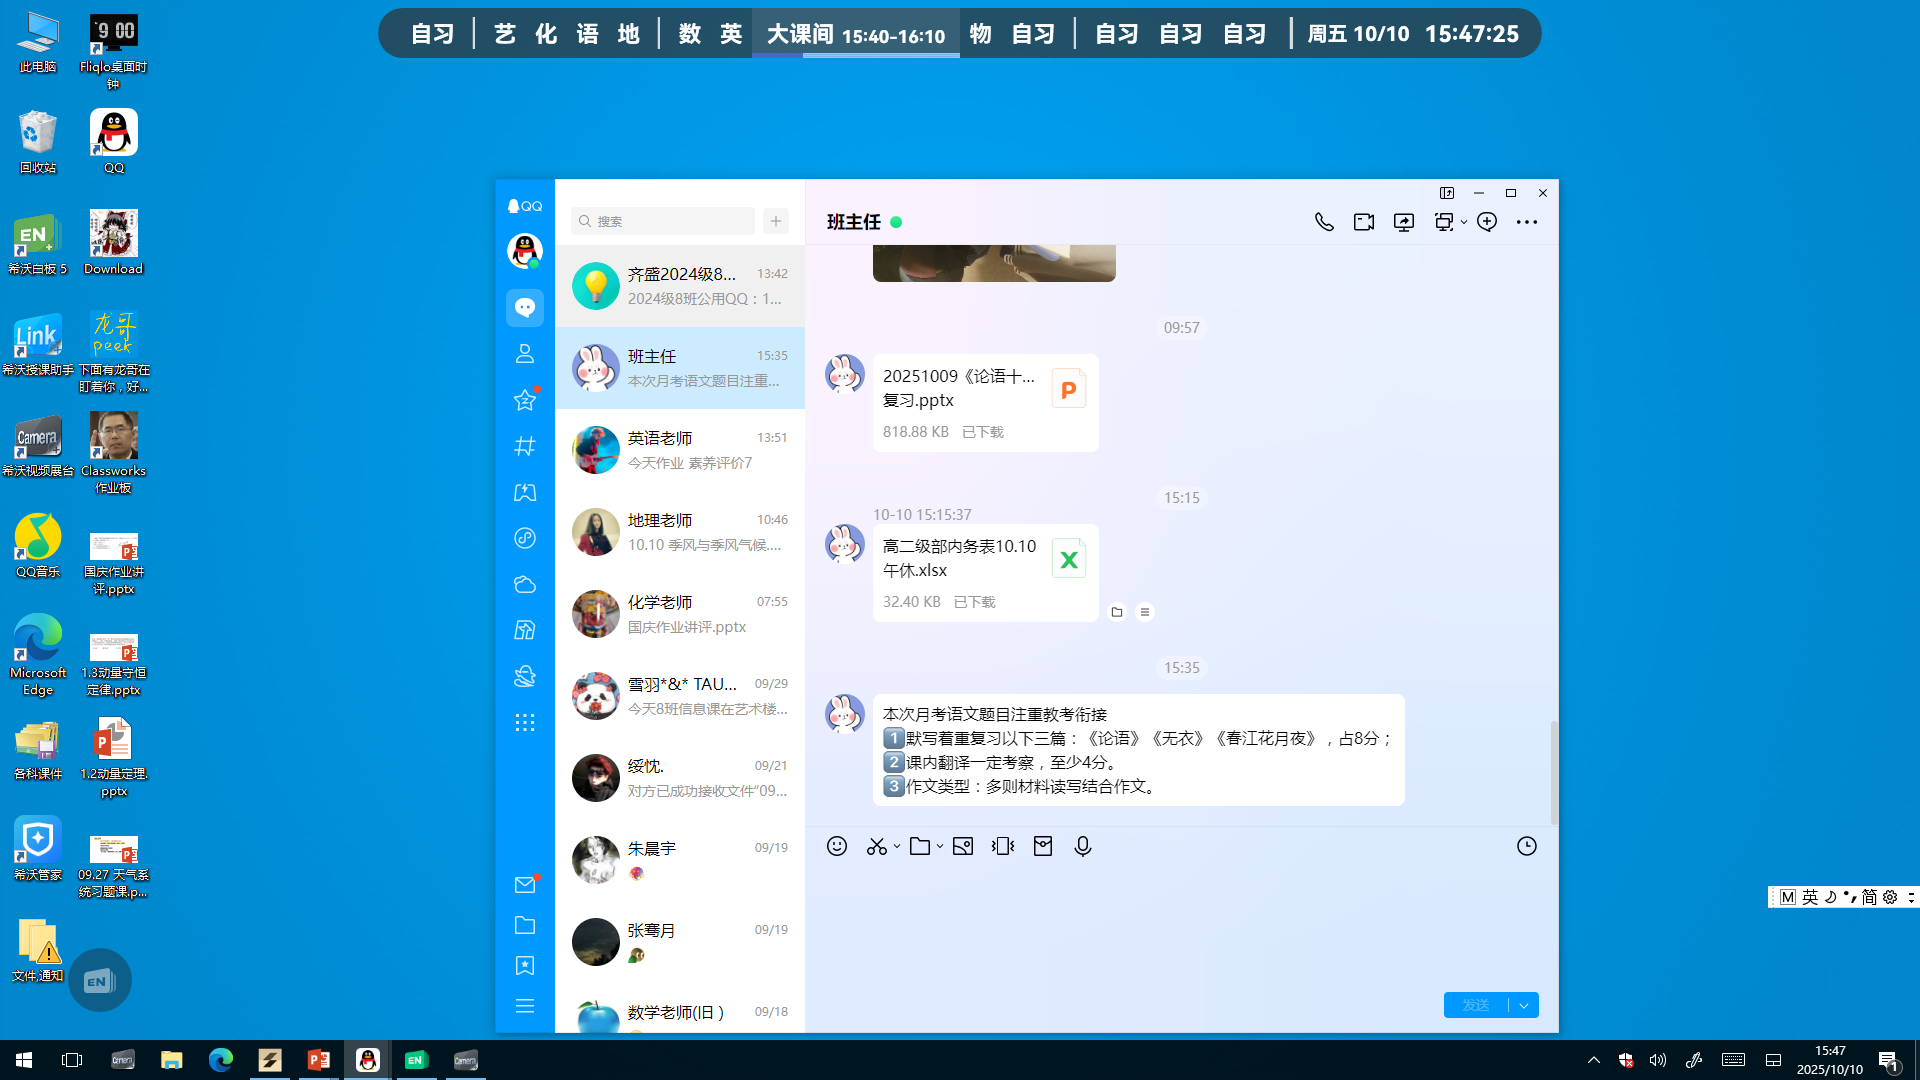 自习 艺 化 语 地 数 英 大课间 15:40-16:10 物 自习 自习 自习 自习 周五 10/10 15:47:25
此电脑
Fliqlo桌面时
钟
回收站
QQ
希沃白板 5
Download
希沃授课助手
龙哥
peek
下面有龙哥在
盯着你，好...
希沃视频展台
Classworks
作业板
QQ音乐
国庆作业讲
评.pptx
Microsoft
Edge
1.3动量守恒
定律.pptx
各科课件
1.2动量定理.
pptx
希沃管家
09.27 天气系
统习题课.p...
文件,通知
EN
QQ
搜索
齐盛2024级8... 13:42
2024级8班公用QQ：1...
班主任 15:35
本次月考语文题目注重...
英语老师 13:51
今天作业 素养评价7
地理老师 10:46
10.10 季风与季风气候....
化学老师 07:55
国庆作业讲评.pptx
雪羽*&* TAU... 09/29
今天8班信息课在艺术楼...
绥忱. 09/21
对方已成功接收文件“09...
朱晨宇 09/19
张骞月 09/19
数学老师(旧 ) 09/18
班主任
09:57
20251009《论语十...
复习.pptx
818.88 KB 已下载
15:15
10-10 15:15:37
高二级部内务表10.10
午休.xlsx
32.40 KB 已下载
15:35
本次月考语文题目注重教考衔接
1️⃣默写着重复习以下三篇：《论语》《无衣》《春江花月夜》，占8分；
2️⃣课内翻译一定考察，至少4分。
3️⃣作文类型：多则材料读写结合作文。
发送
M 英 简
15:47
2025/10/10
1